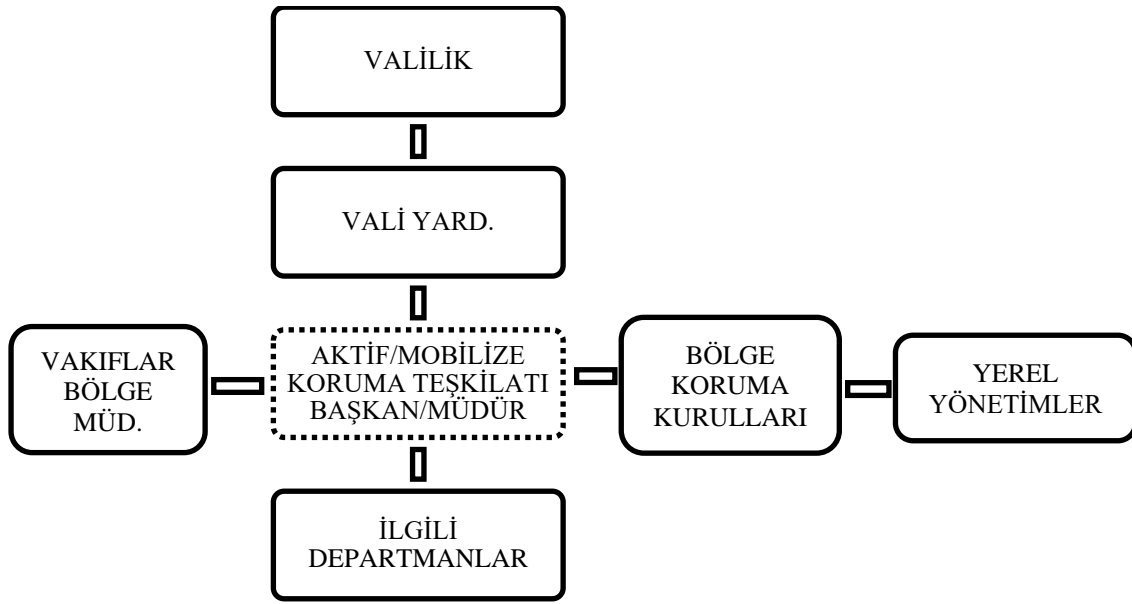 VALİLİK
VALİ YARD.
VAKIFLAR
BÖLGE
MÜD.
AKTİF/MOBİLİZE
KORUMA TEŞKİLATI
BAŞKAN/MÜDÜR
BÖLGE
KORUMA
KURULLARI
YEREL
YÖNETİMLER
İLGİLİ
DEPARTMANLAR